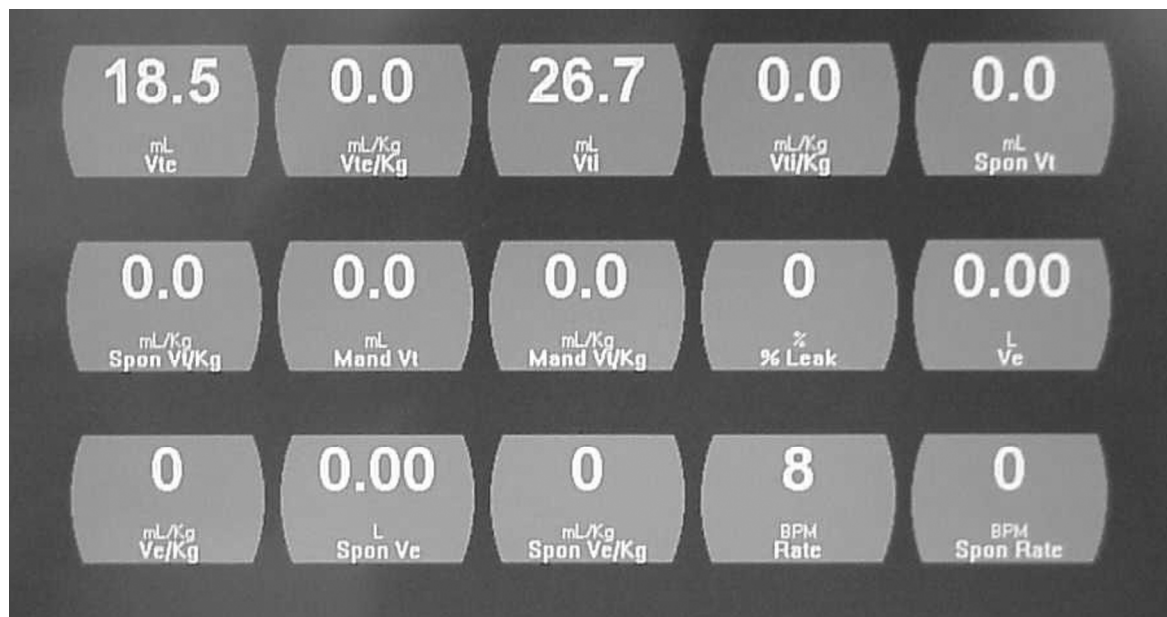 18.5 0.0 26.7 0.0 0.0
mL mL/Kg mL mL/Kg mL
Vte Vte/Kg Vti Vti/Kg Spon Vt
0.0 0.0 0.0 0 0.00
mL/Kg mL mL/Kg % L
Spon Vt/Kg Mand Vt Mand Vt/Kg % Leak Ve
0 0.00 0 8 0
mL/Kg L mL/Kg BPM BPM
Ve/Kg Spon Ve Spon Ve/Kg Rate Spon Rate